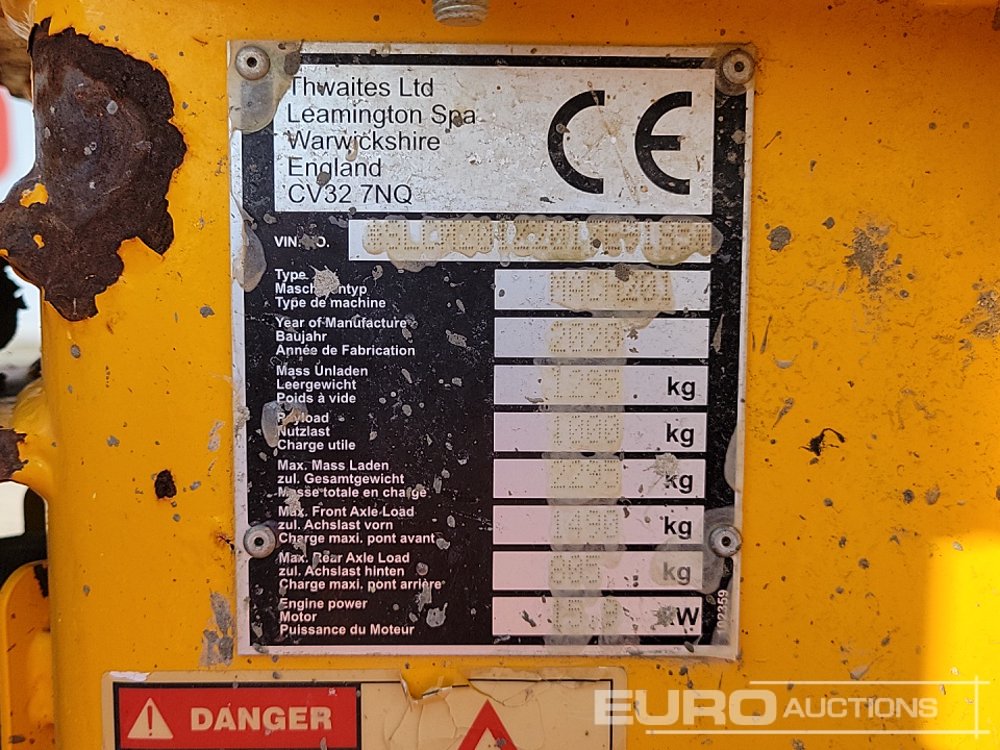 Thwaites Ltd
Leamington Spa
Warwickshire
England
CV32 7NQ
CE
VIN. NO.
Type
Maschinentyp
Type de machine
Year of Manufacture
Baujahr
Année de Fabrication
2020
Mass Unladen
Leergewicht
Poids à vide
1295 kg
Payload
Nutzlast
Charge utile
1000 kg
Max. Mass Laden
zul. Gesamtgewicht
Masse totale en charge
2295 kg
Max. Front Axle Load
zul. Achslast vorn
Charge maxi. pont avant
1490 kg
Max. Rear Axle Load
zul. Achslast hinten
Charge maxi. pont arrière
805 kg
Engine power
Motor
Puissance du Moteur
kW
DANGER
EURO AUCTIONS